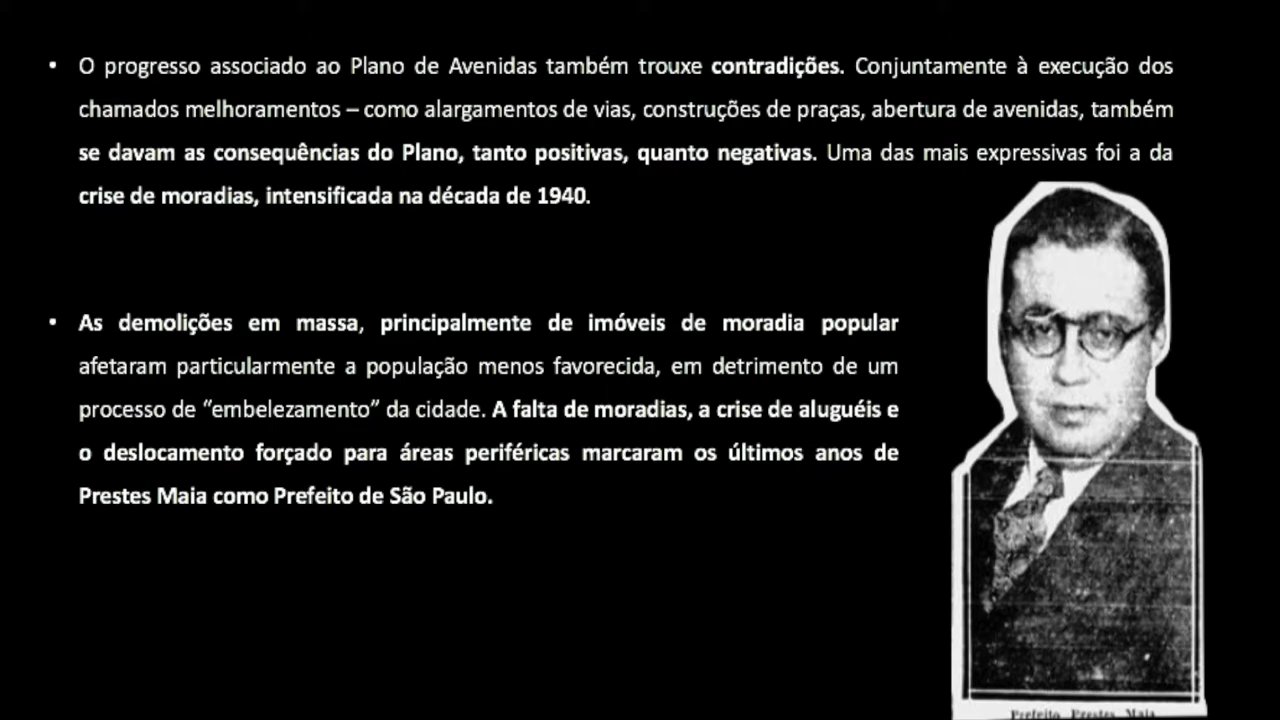 • O progresso associado ao Plano de Avenidas também trouxe contradições. Conjuntamente à execução dos
chamados melhoramentos – como alargamentos de vias, construções de praças, abertura de avenidas, também
se davam as consequências do Plano, tanto positivas, quanto negativas. Uma das mais expressivas foi a da
crise de moradias, intensificada na década de 1940.
• As demolições em massa, principalmente de imóveis de moradia popular
afetaram particularmente a população menos favorecida, em detrimento de um
processo de “embelezamento” da cidade. A falta de moradias, a crise de aluguéis e
o deslocamento forçado para áreas periféricas marcaram os últimos anos de
Prestes Maia como Prefeito de São Paulo.
Prefeito Prestes Maia